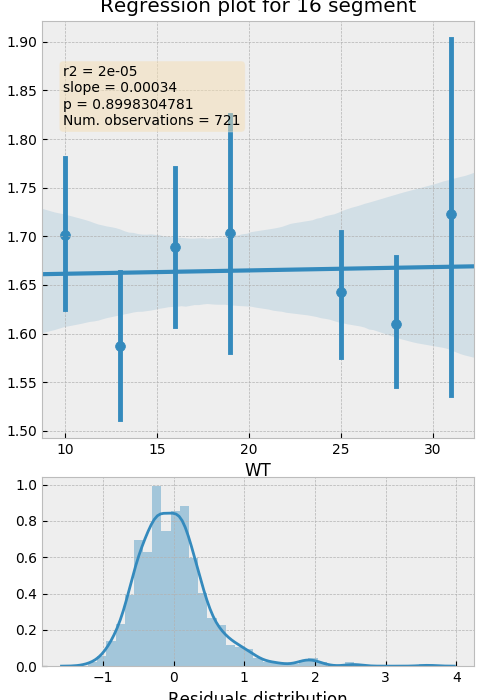 Regression plot for 16 segment
1.90
1.85
1.80
1.75
1.70
1.65
1.60
1.55
1.50
r2 = 2e-05
slope = 0.00034
p = 0.8998304781
Num. observations = 721
10 15 20 25 30
WT
1.0
0.8
0.6
0.4
0.2
0.0
−1 0 1 2 3 4
Residuals distribution